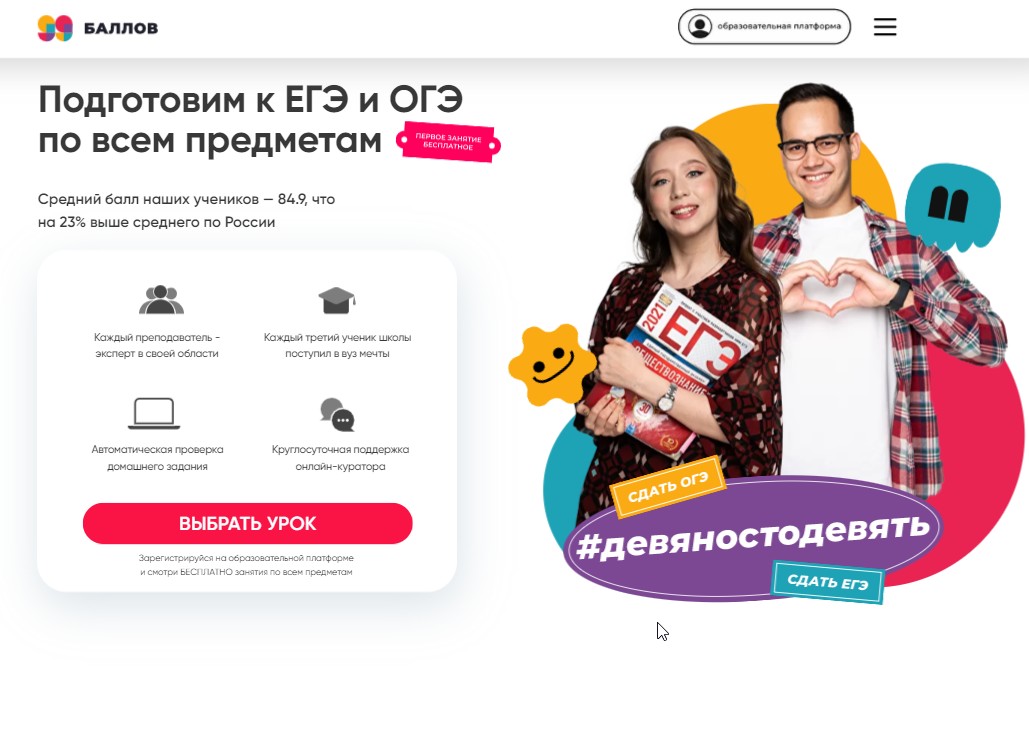 99 БАЛЛОВ
образовательная платформа
Подготовим к ЕГЭ и ОГЭ
по всем предметам
ПЕРВОЕ ЗАНЯТИЕ
БЕСПЛАТНОЕ
Средний балл наших учеников — 84.9, что
на 23% выше среднего по России
Каждый преподаватель -
эксперт в своей области
Каждый третий ученик школы
поступил в вуз мечты
Автоматическая проверка
домашнего задания
Круглосуточная поддержка
онлайн-куратора
ВЫБРАТЬ УРОК
Зарегистрируйся на образовательной платформе
и смотри БЕСПЛАТНО занятия по всем предметам
2021
ЕГЭ
ОБЩЕСТВОЗНАНИЕ
30
СДАТЬ ОГЭ
#девяностодевять
СДАТЬ ЕГЭ